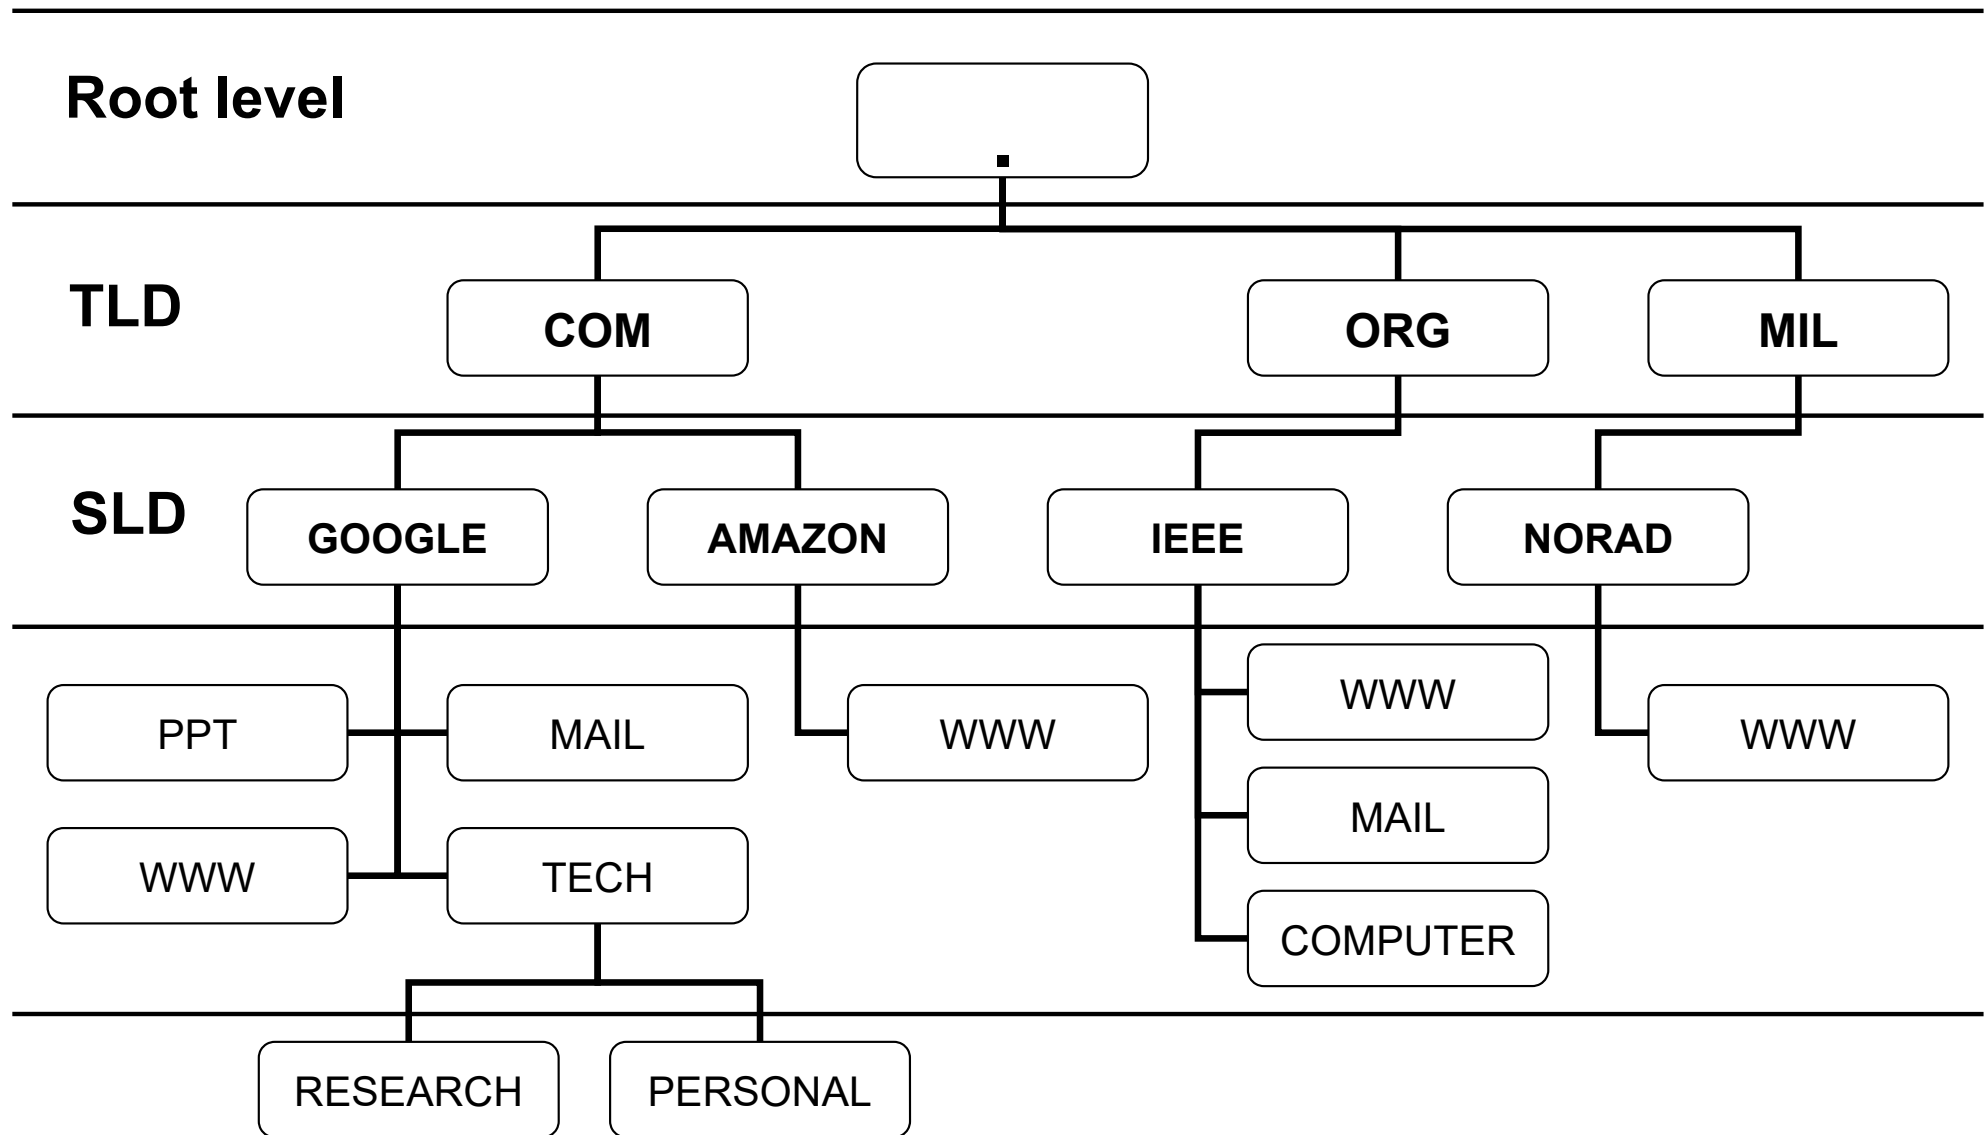 Root level
.
TLD
COM
ORG
MIL
SLD
GOOGLE
AMAZON
IEEE
NORAD
PPT
MAIL
WWW
WWW
WWW
MAIL
WWW
TECH
COMPUTER
RESEARCH
PERSONAL